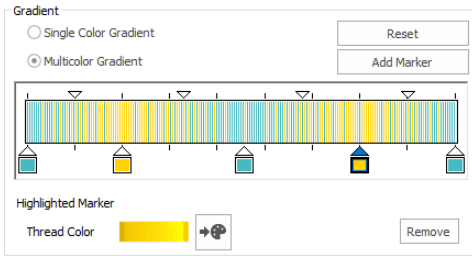 Gradient
Single Color Gradient
Reset
Multicolor Gradient
Add Marker
Highlighted Marker
Thread Color
Remove